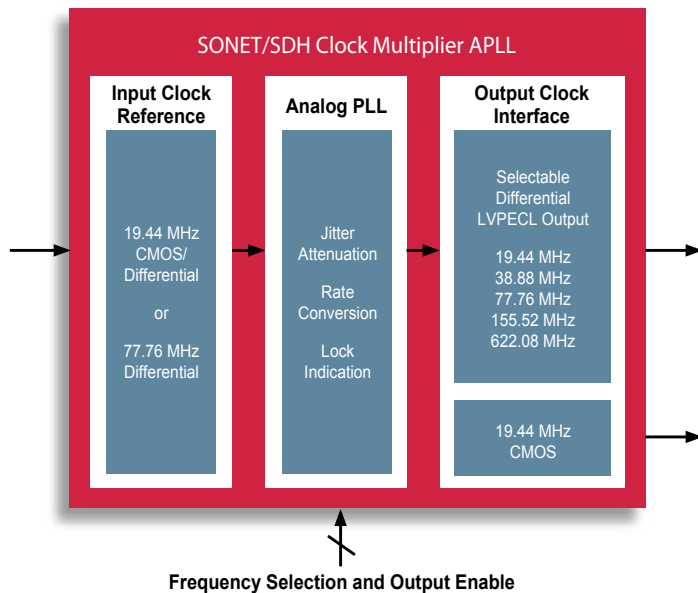 SONET/SDH Clock Multiplier APLL
Input Clock
Reference
19.44 MHz
CMOS/
Differential
or
77.76 MHz
Differential
Analog PLL
Jitter
Attenuation
Rate
Conversion
Lock
Indication
Output Clock
Interface
Selectable
Differential
LVPECL Output
19.44 MHz
38.88 MHz
77.76 MHz
155.52 MHz
622.08 MHz
19.44 MHz
CMOS
Frequency Selection and Output Enable